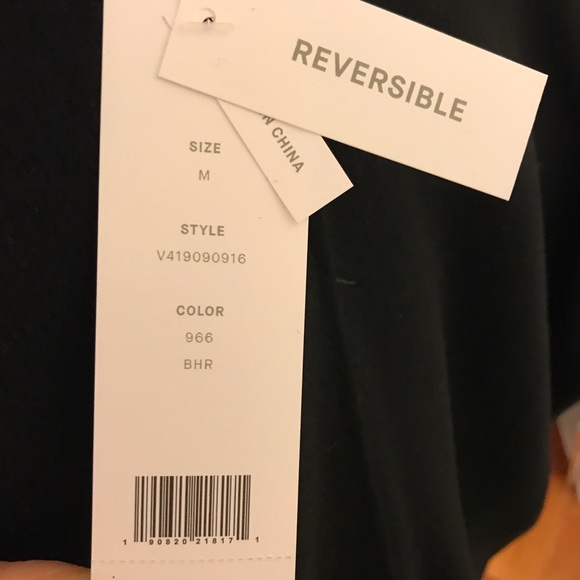 REVERSIBLE
N CHINA
SIZE
M
STYLE
V419090916
COLOR
966
BHR
1 90820 21817 1